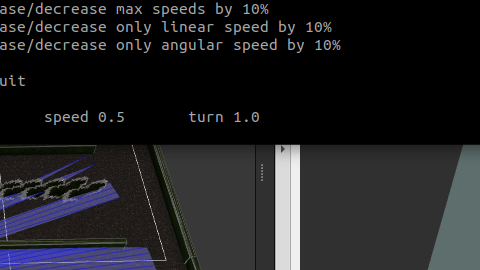 ase/decrease max speeds by 10%
ase/decrease only linear speed by 10%
ase/decrease only angular speed by 10%
uit
speed 0.5 turn 1.0